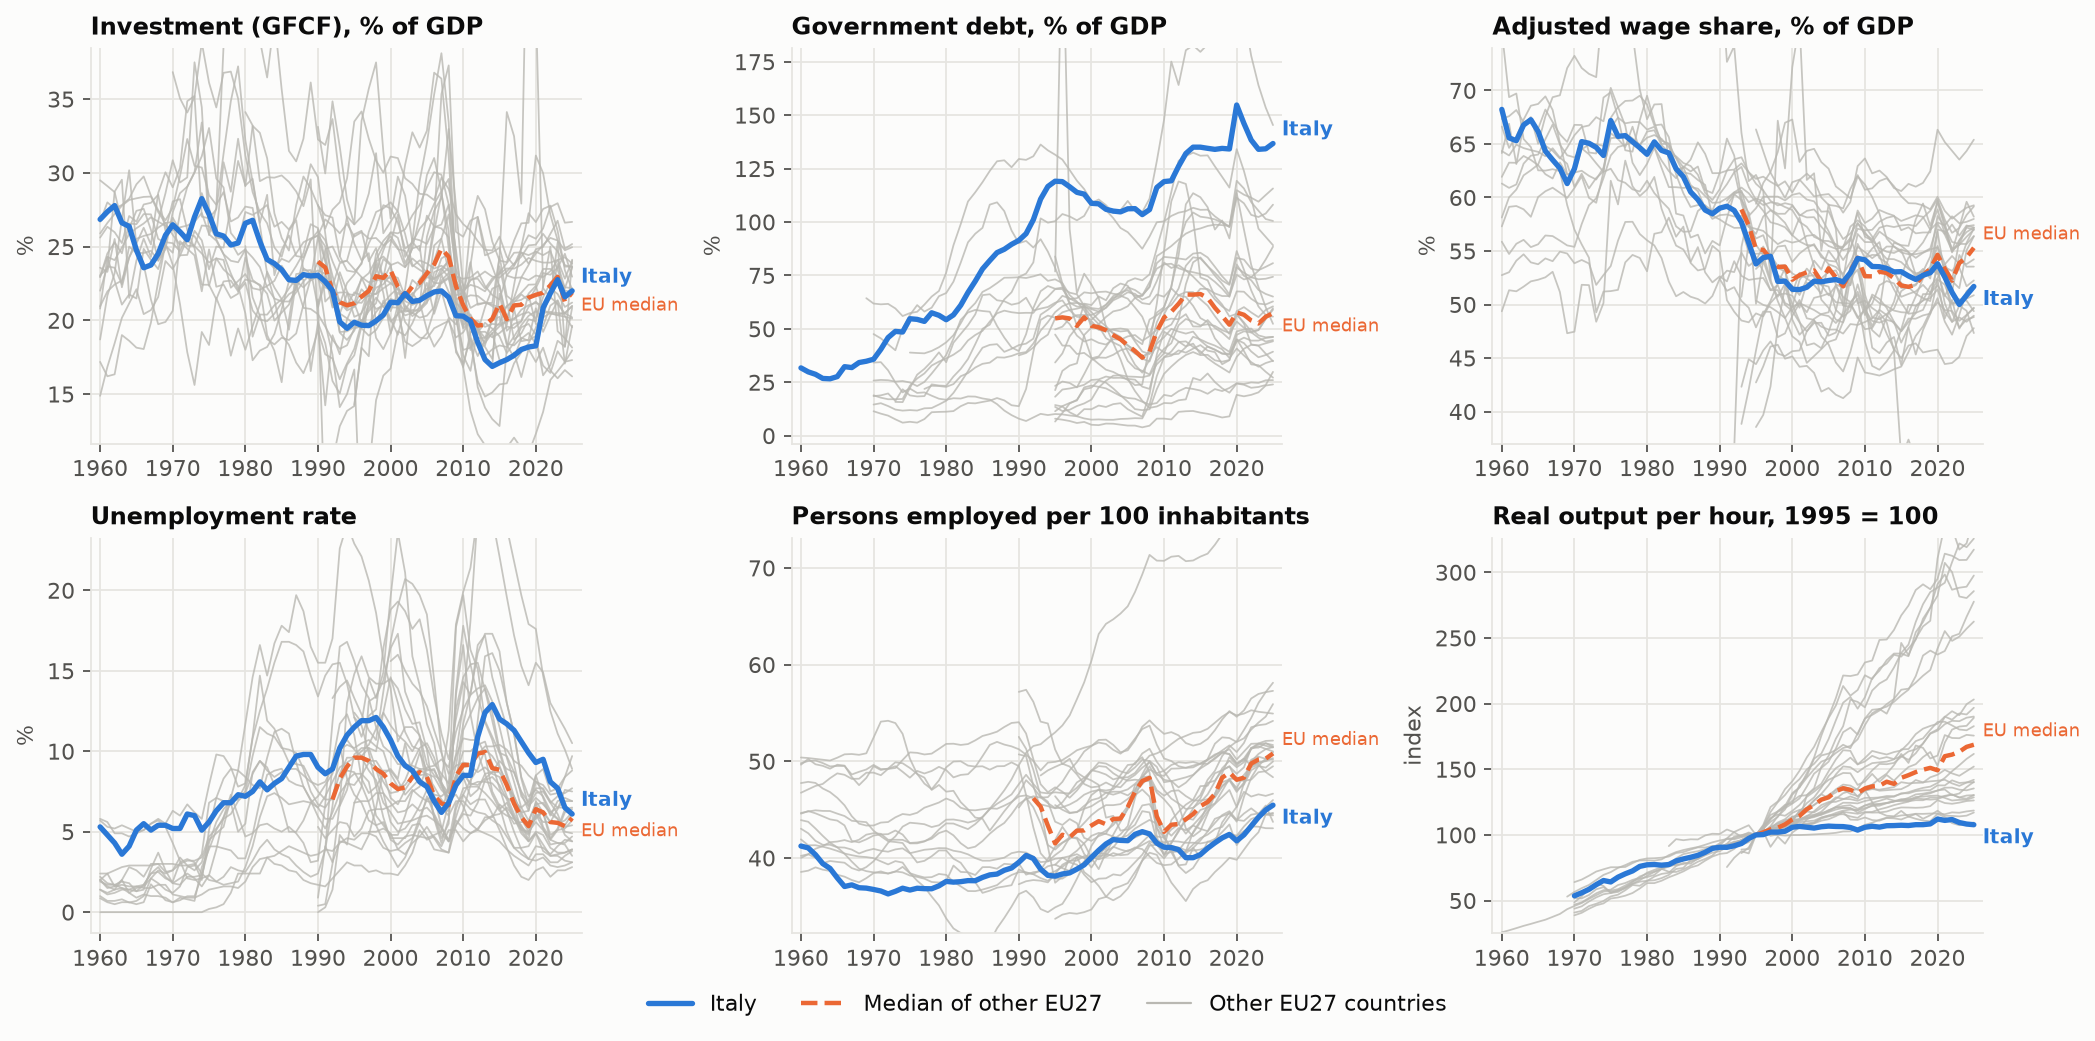 Investment (GFCF), % of GDP
%
35
30
25
20
15
1960 1970 1980 1990 2000 2010 2020
Italy
EU median
Government debt, % of GDP
%
175
150
125
100
75
50
25
0
1960 1970 1980 1990 2000 2010 2020
Italy
EU median
Adjusted wage share, % of GDP
%
70
65
60
55
50
45
40
1960 1970 1980 1990 2000 2010 2020
EU median
Italy
Unemployment rate
%
20
15
10
5
0
1960 1970 1980 1990 2000 2010 2020
Italy
EU median
Persons employed per 100 inhabitants
70
60
50
40
1960 1970 1980 1990 2000 2010 2020
EU median
Italy
Real output per hour, 1995 = 100
index
300
250
200
150
100
50
1960 1970 1980 1990 2000 2010 2020
EU median
Italy
Italy Median of other EU27 Other EU27 countries